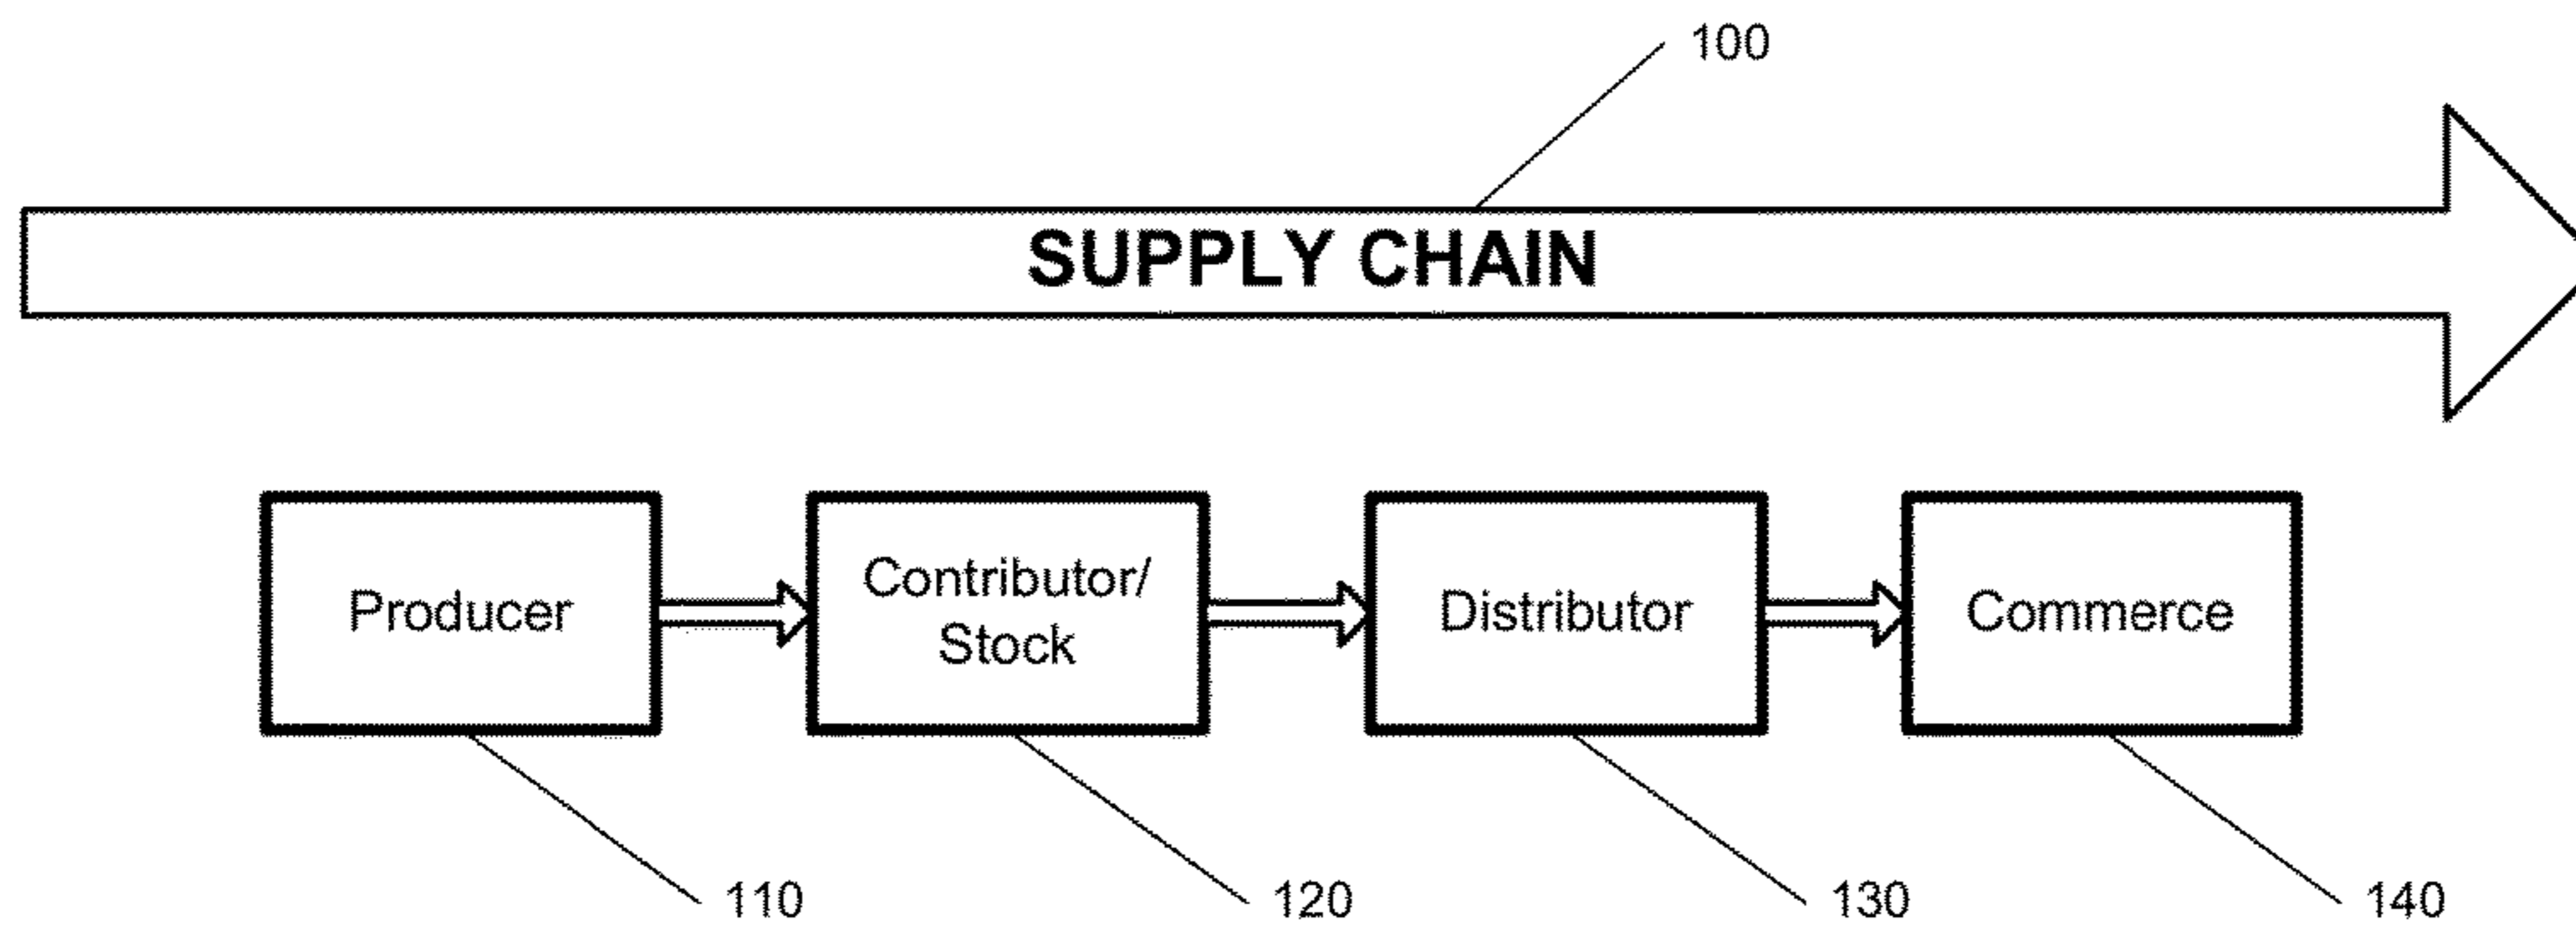 100
SUPPLY CHAIN
Producer
Contributor/
Stock
Distributor
Commerce
110
120
130
140